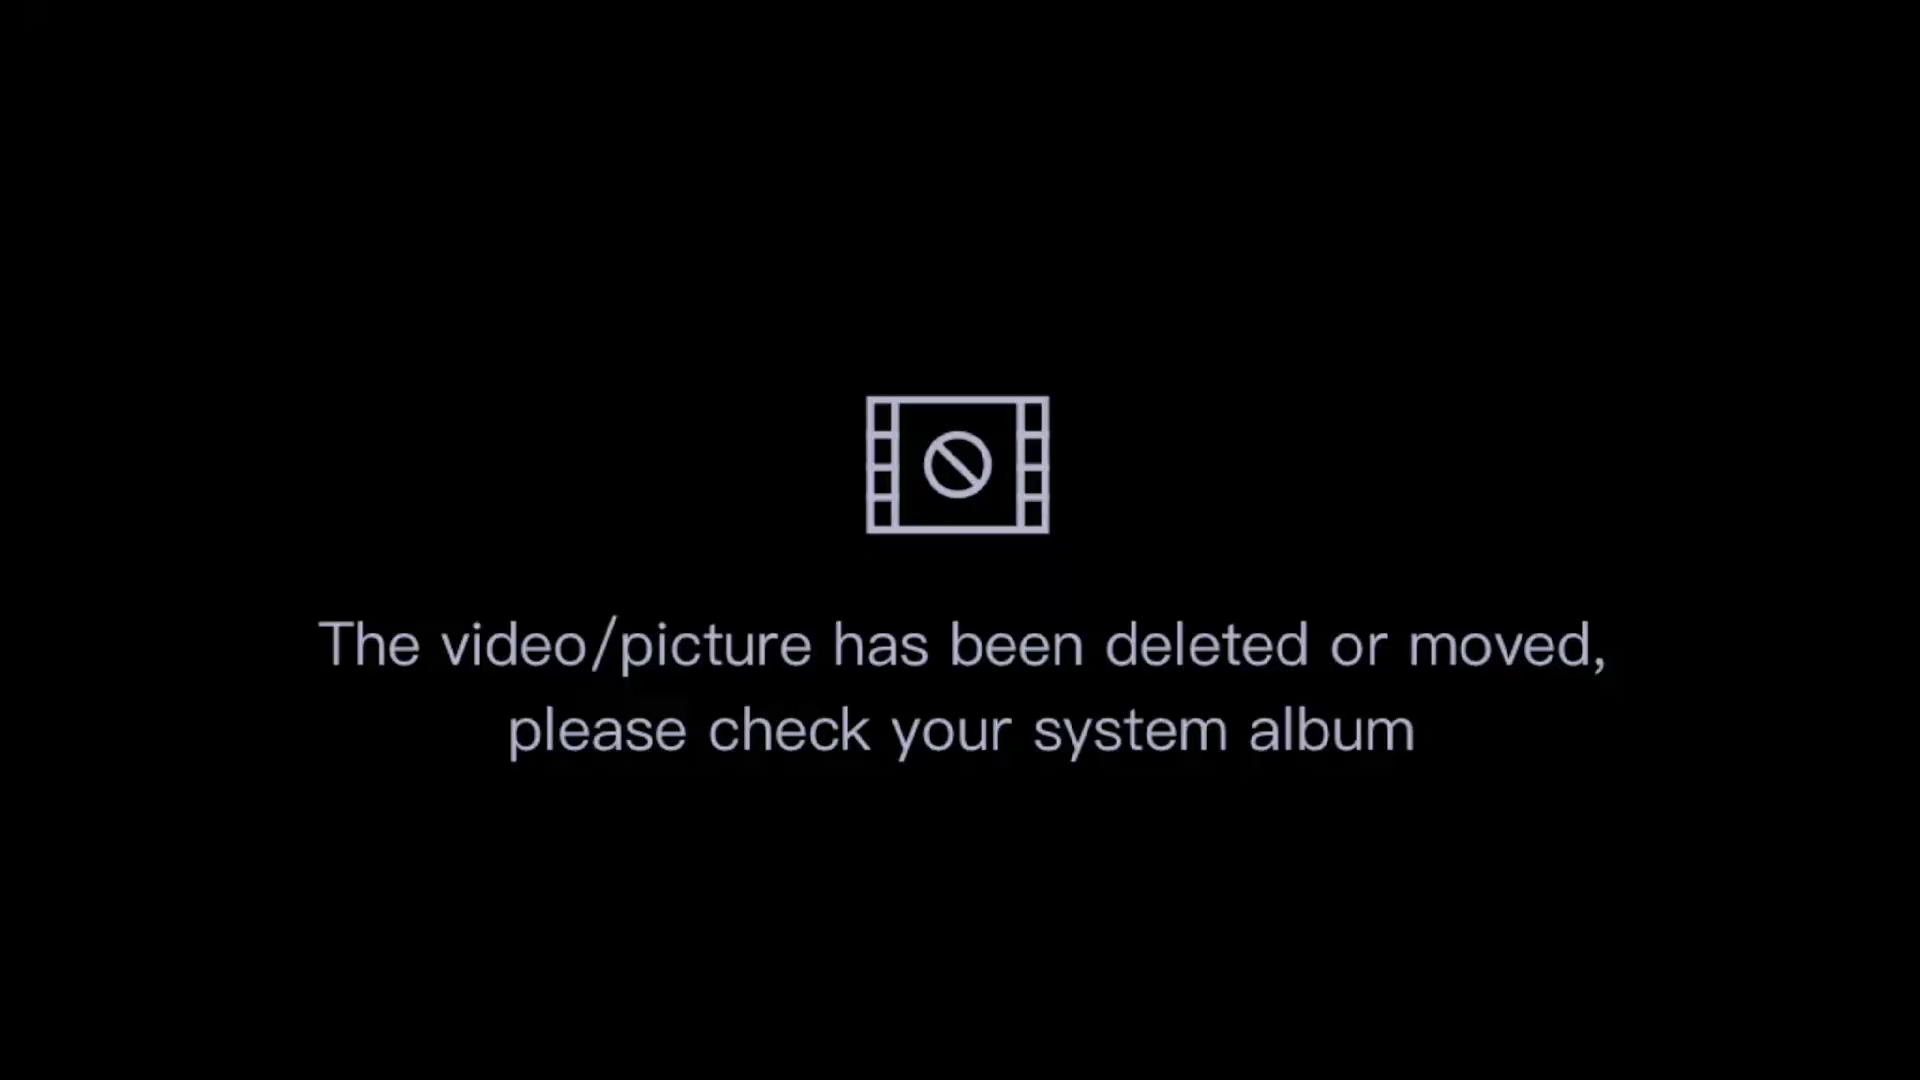 The video/picture has been deleted or moved,
please check your system album